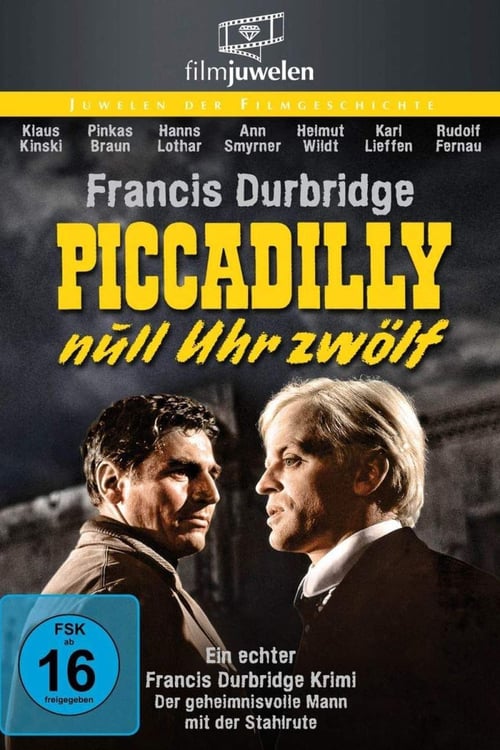 filmjuwelen
JUWELEN DER FILMGESCHICHTE
Klaus Kinski
Pinkas Braun
Hanns Lothar
Ann Smyrner
Helmut Wildt
Karl Lieffen
Rudolf Fernau
Francis Durbridge
PICCADILLY
null Uhr zwölf
FSK
ab
16
freigegeben
Ein echter
Francis Durbridge Krimi
Der geheimnisvolle Mann
mit der Stahlrute